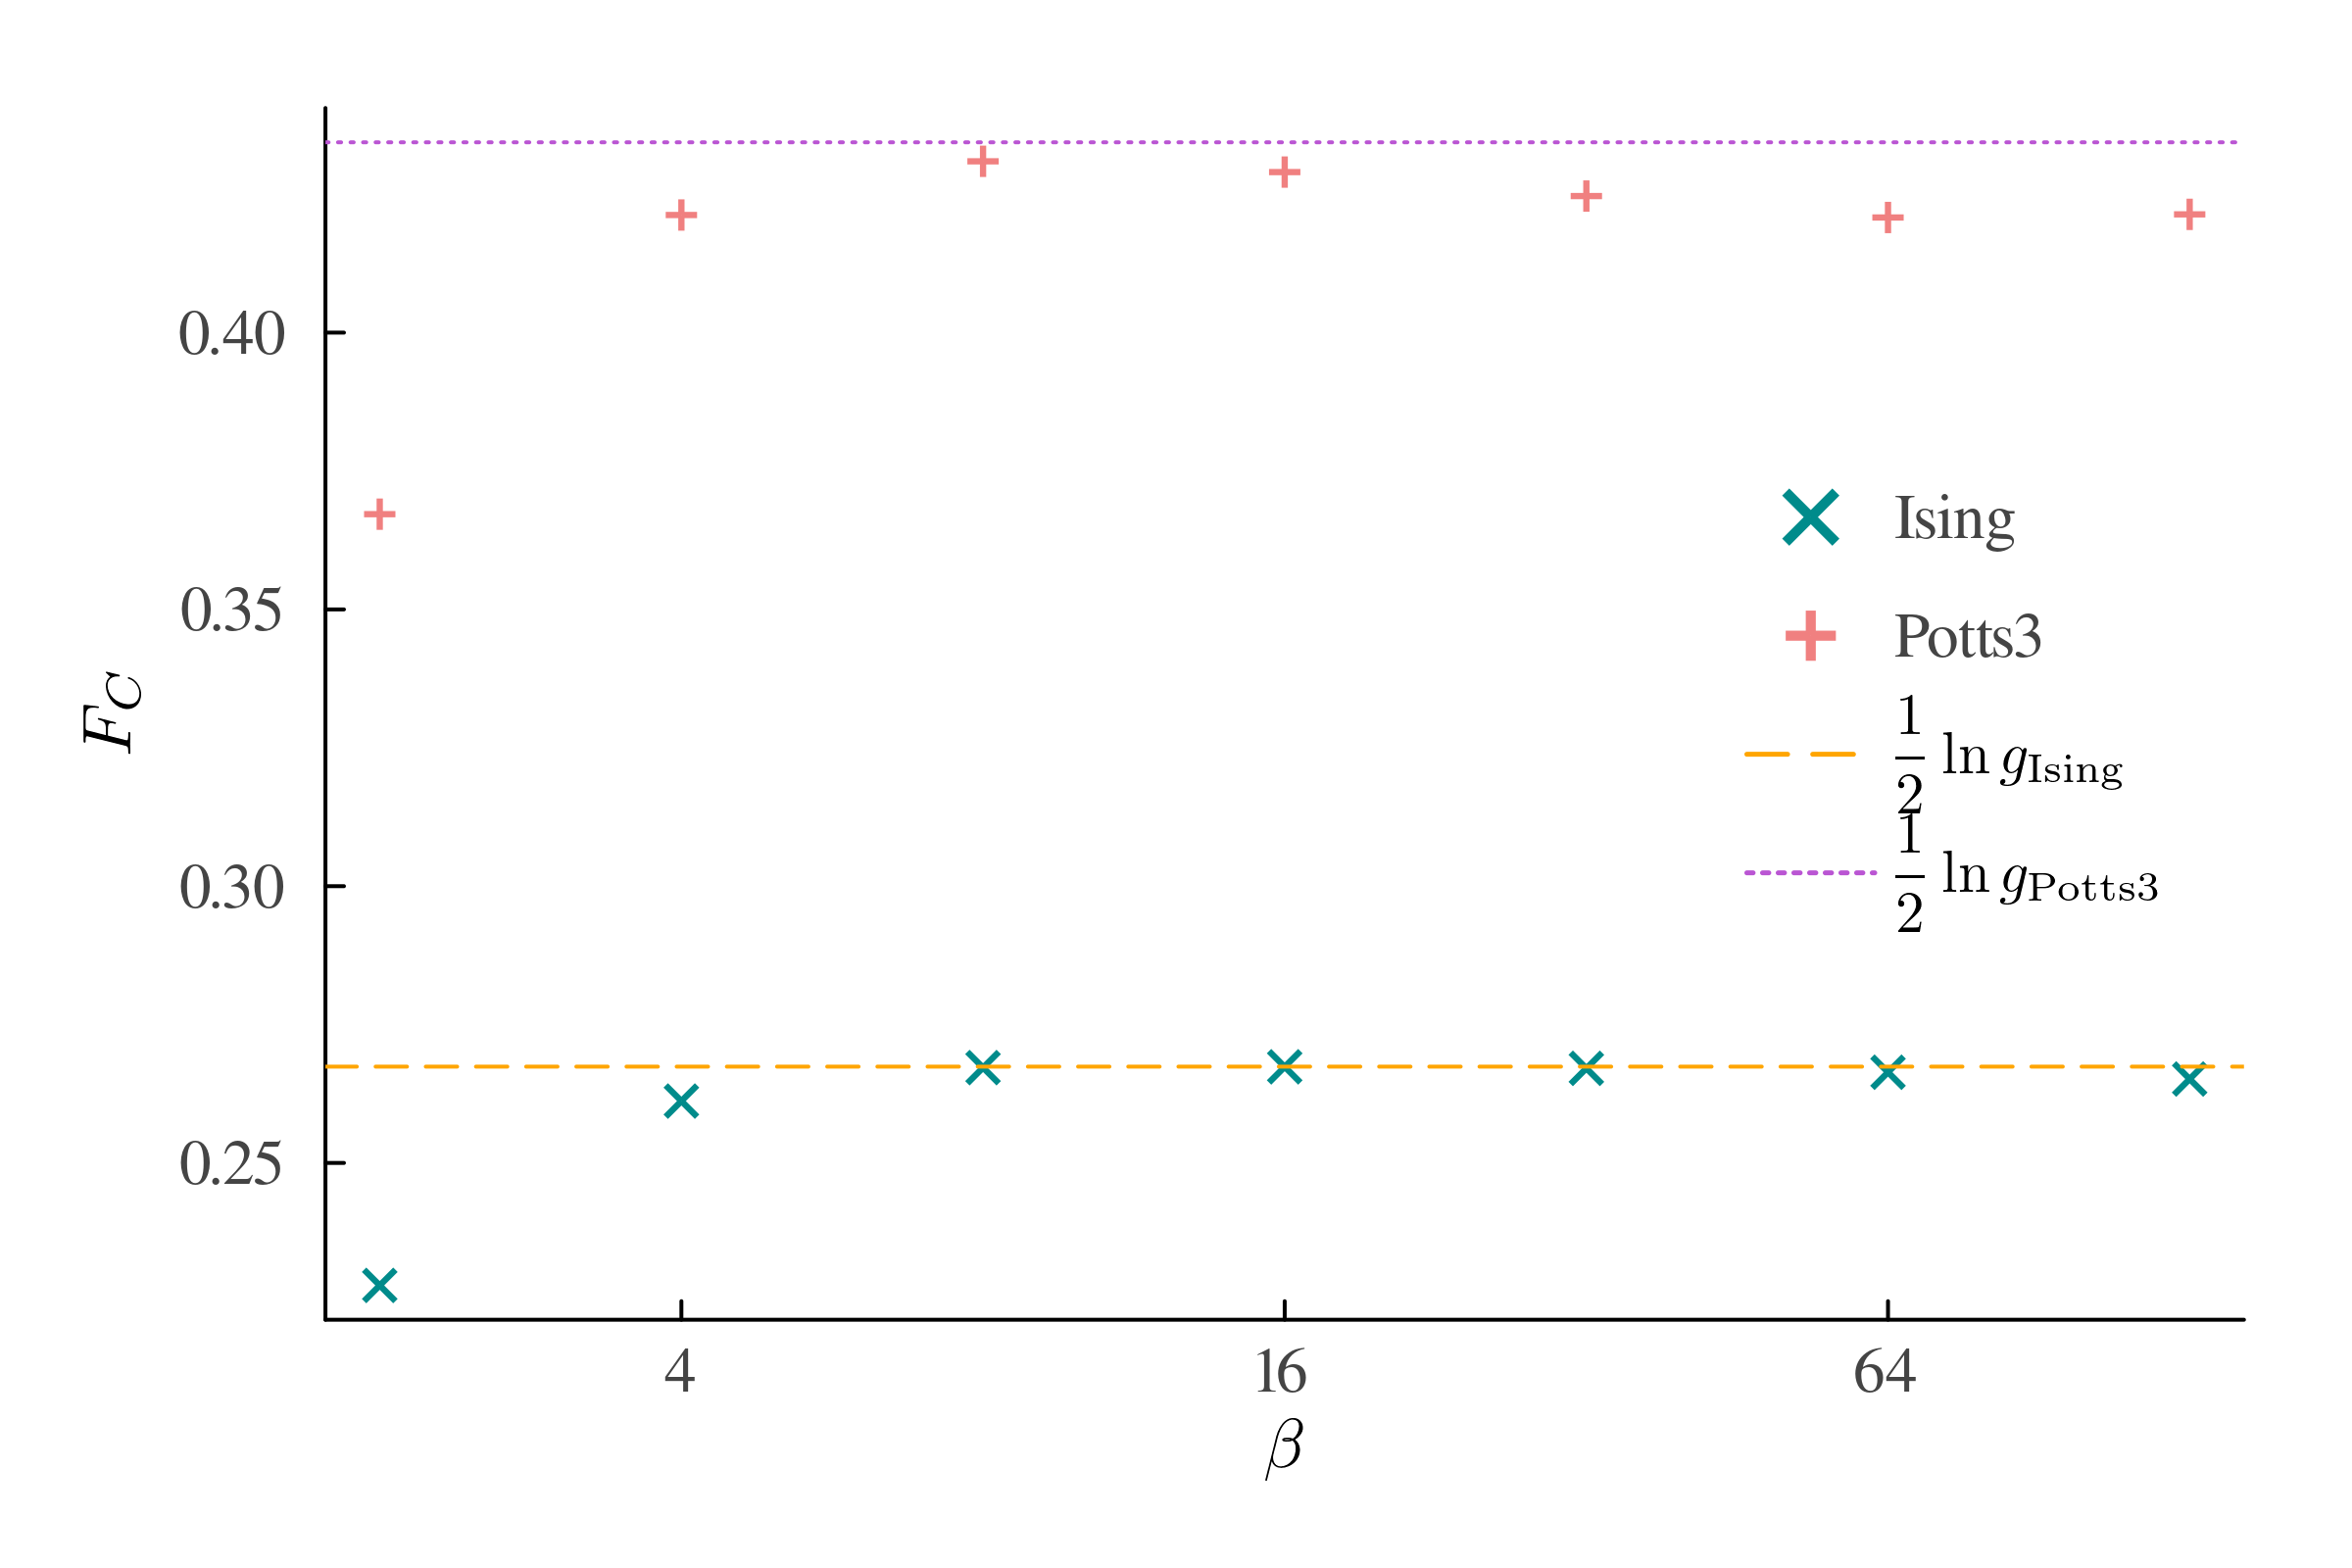 F_C
0.40
0.35
0.30
0.25
4
16
64
β
Ising
Potts3
1/2 ln g_Ising
1/2 ln g_Potts3